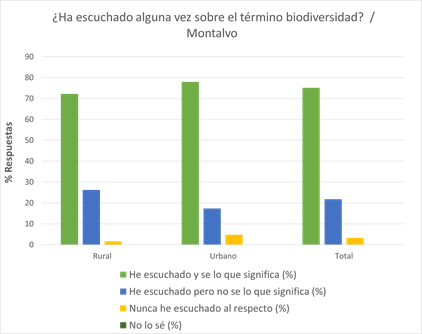 ¿Ha escuchado alguna vez sobre el término biodiversidad?  /
Montalvo
% Respuestas
90
80
70
60
50
40
30
20
10
0
Rural
Urbano
Total
He escuchado y se lo que significa (%)
He escuchado pero no se lo que significa (%)
Nunca he escuchado al respecto (%)
No lo sé (%)